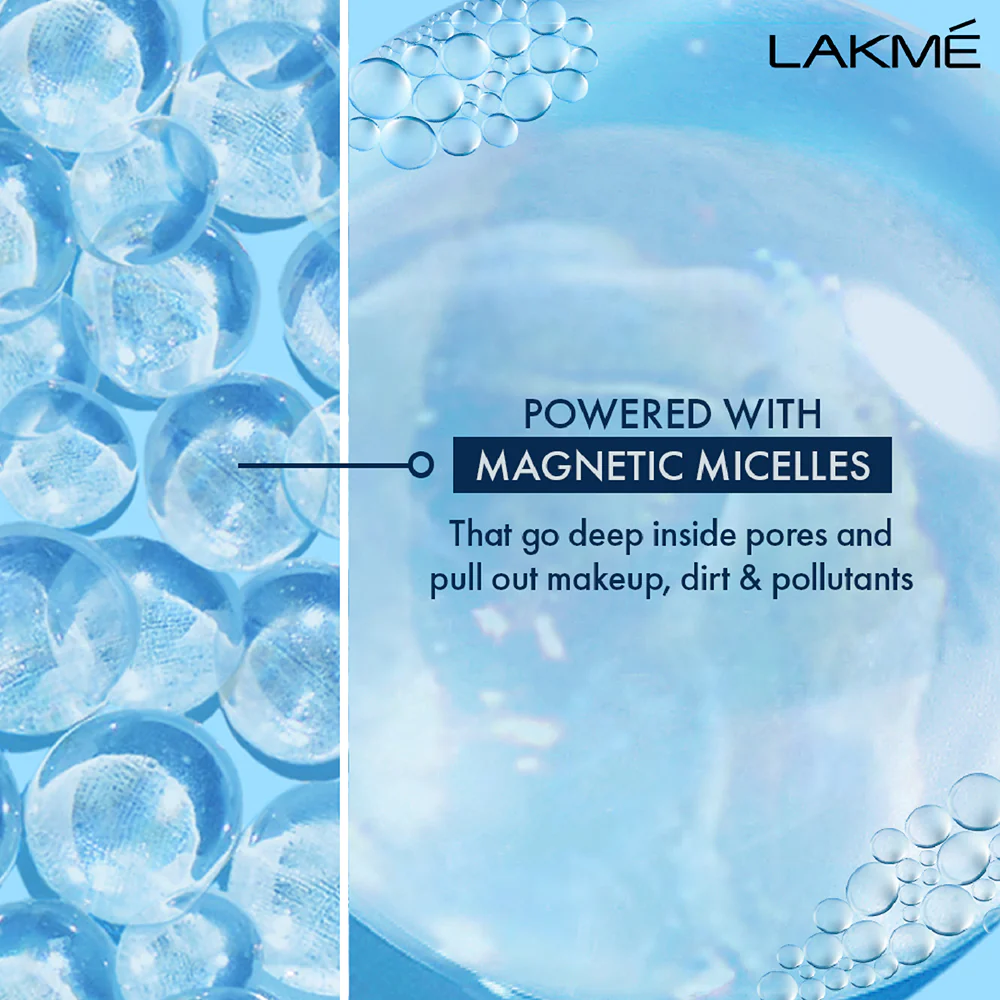 LAKMÉ
POWERED WITH
MAGNETIC MICELLES
That go deep inside pores and
pull out makeup, dirt & pollutants